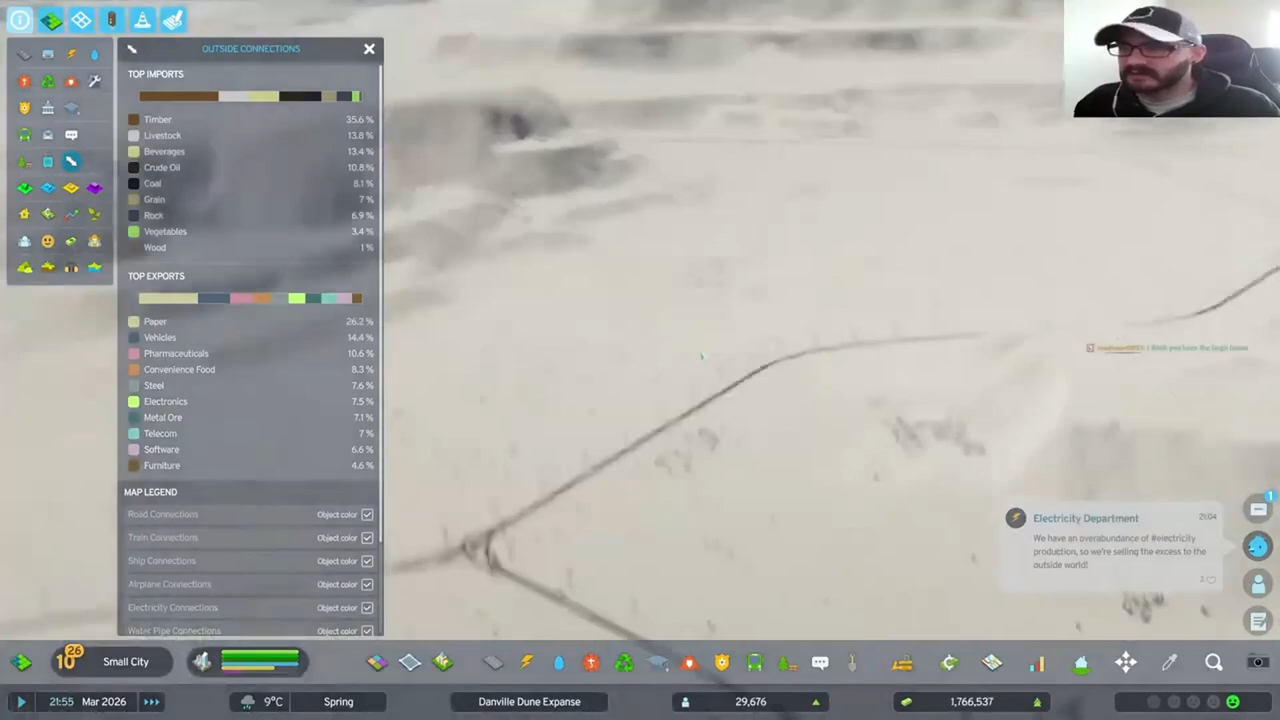 OUTSIDE CONNECTIONS
TOP IMPORTS
Timber 35.6 %
Livestock 13.8 %
Beverages 13.4 %
Crude Oil 10.8 %
Coal 8.1 %
Grain 7 %
Rock 6.9 %
Vegetables 3.4 %
Wood 1 %
TOP EXPORTS
Paper 26.2 %
Vehicles 14.4 %
Pharmaceuticals 10.6 %
Convenience Food 8.3 %
Steel 7.6 %
Electronics 7.5 %
Metal Ore 7.1 %
Telecom 7 %
Software 6.6 %
Furniture 4.6 %
MAP LEGEND
Road Connections Object color
Train Connections Object color
Ship Connections Object color
Airplane Connections Object color
Electricity Connections Object color
Water Pipe Connections Object color
Electricity Department 21:04
We have an overabundance of #electricity
production, so we're selling the excess to the
outside world!
3
1
26
10 Small City
21:55 Mar 2026
9°C Spring
Danville Dune Expanse
29,676
1,766,537